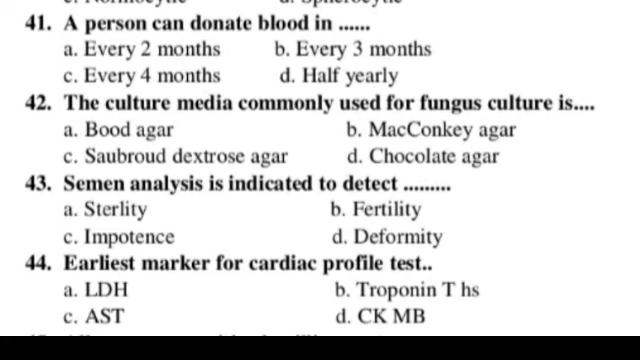 41. A person can donate blood in ......
a. Every 2 months b. Every 3 months
c. Every 4 months d. Half yearly
42. The culture media commonly used for fungus culture is....
a. Bood agar b. MacConkey agar
c. Saubroud dextrose agar d. Chocolate agar
43. Semen analysis is indicated to detect .........
a. Sterlity b. Fertility
c. Impotence d. Deformity
44. Earliest marker for cardiac profile test..
a. LDH b. Troponin T hs
c. AST d. CK MB